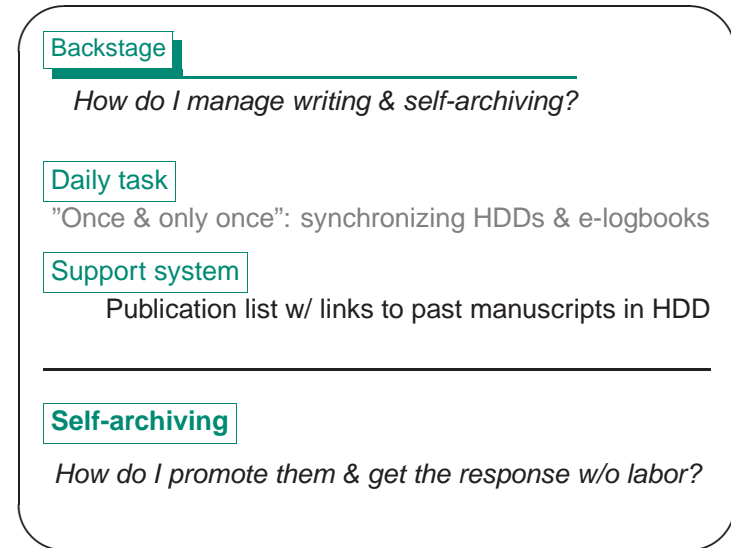 Backstage
How do I manage writing & self-archiving?
Daily task
”Once & only once”: synchronizing HDDs & e-logbooks
Support system
Publication list w/ links to past manuscripts in HDD
Self-archiving
How do I promote them & get the response w/o labor?